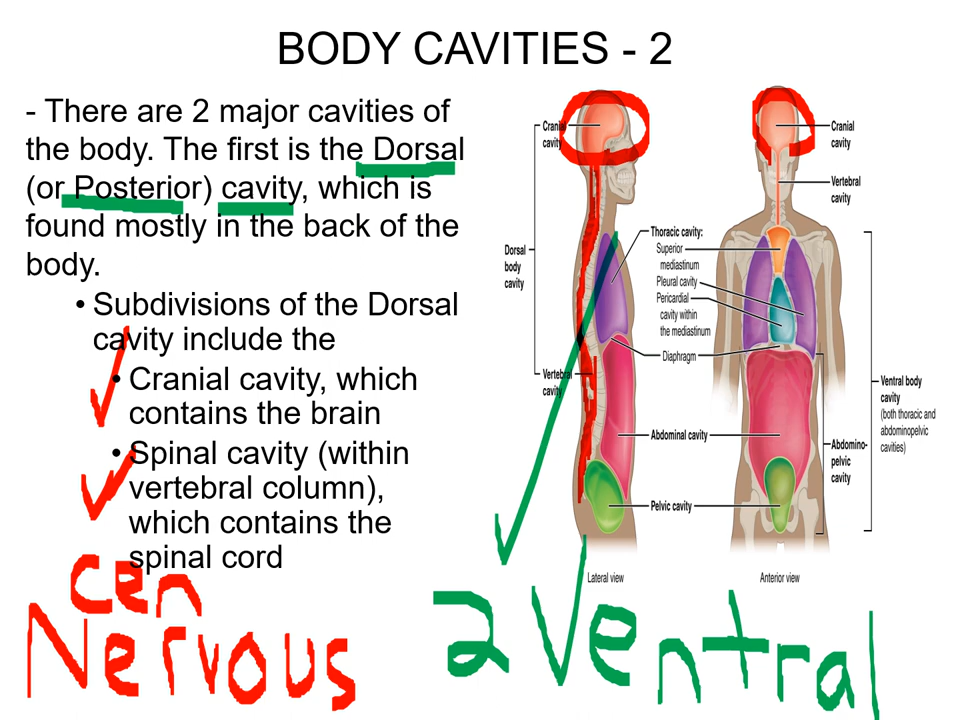 BODY CAVITIES - 2
- There are 2 major cavities of
the body. The first is the Dorsal
(or Posterior) cavity, which is
found mostly in the back of the
body.
• Subdivisions of the Dorsal
cavity include the
• Cranial cavity, which
contains the brain
• Spinal cavity (within
vertebral column),
which contains the
spinal cord
cen
Nervous
Cranial
cavity
Dorsal
body
cavity
Vertebral
cavity
Thoracic cavity:
Superior
mediastinum
Pleural cavity
Pericardial
cavity within
the mediastinum
Diaphragm
Abdominal cavity
Pelvic cavity
Cranial
cavity
Vertebral
cavity
Ventral body
cavity
(both thoracic and
abdominopelvic
cavities)
Abdomino-
pelvic
cavity
Lateral view
Anterior view
2 Ventral